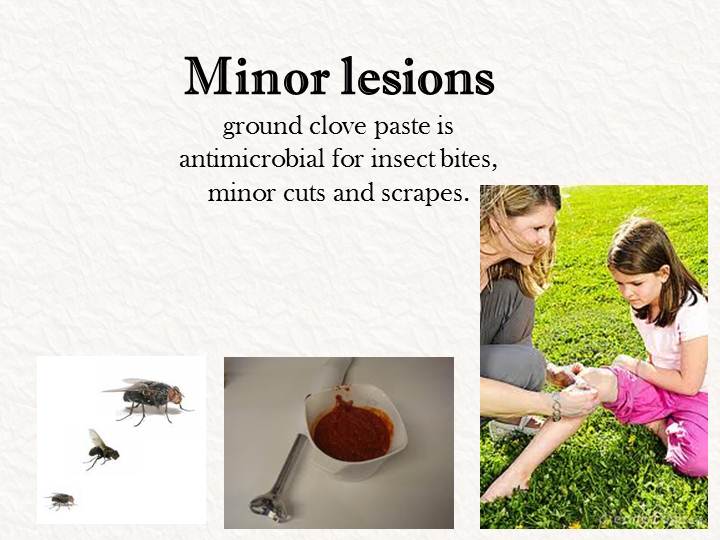 Minor lesions
ground clove paste is
antimicrobial for insect bites,
minor cuts and scrapes.